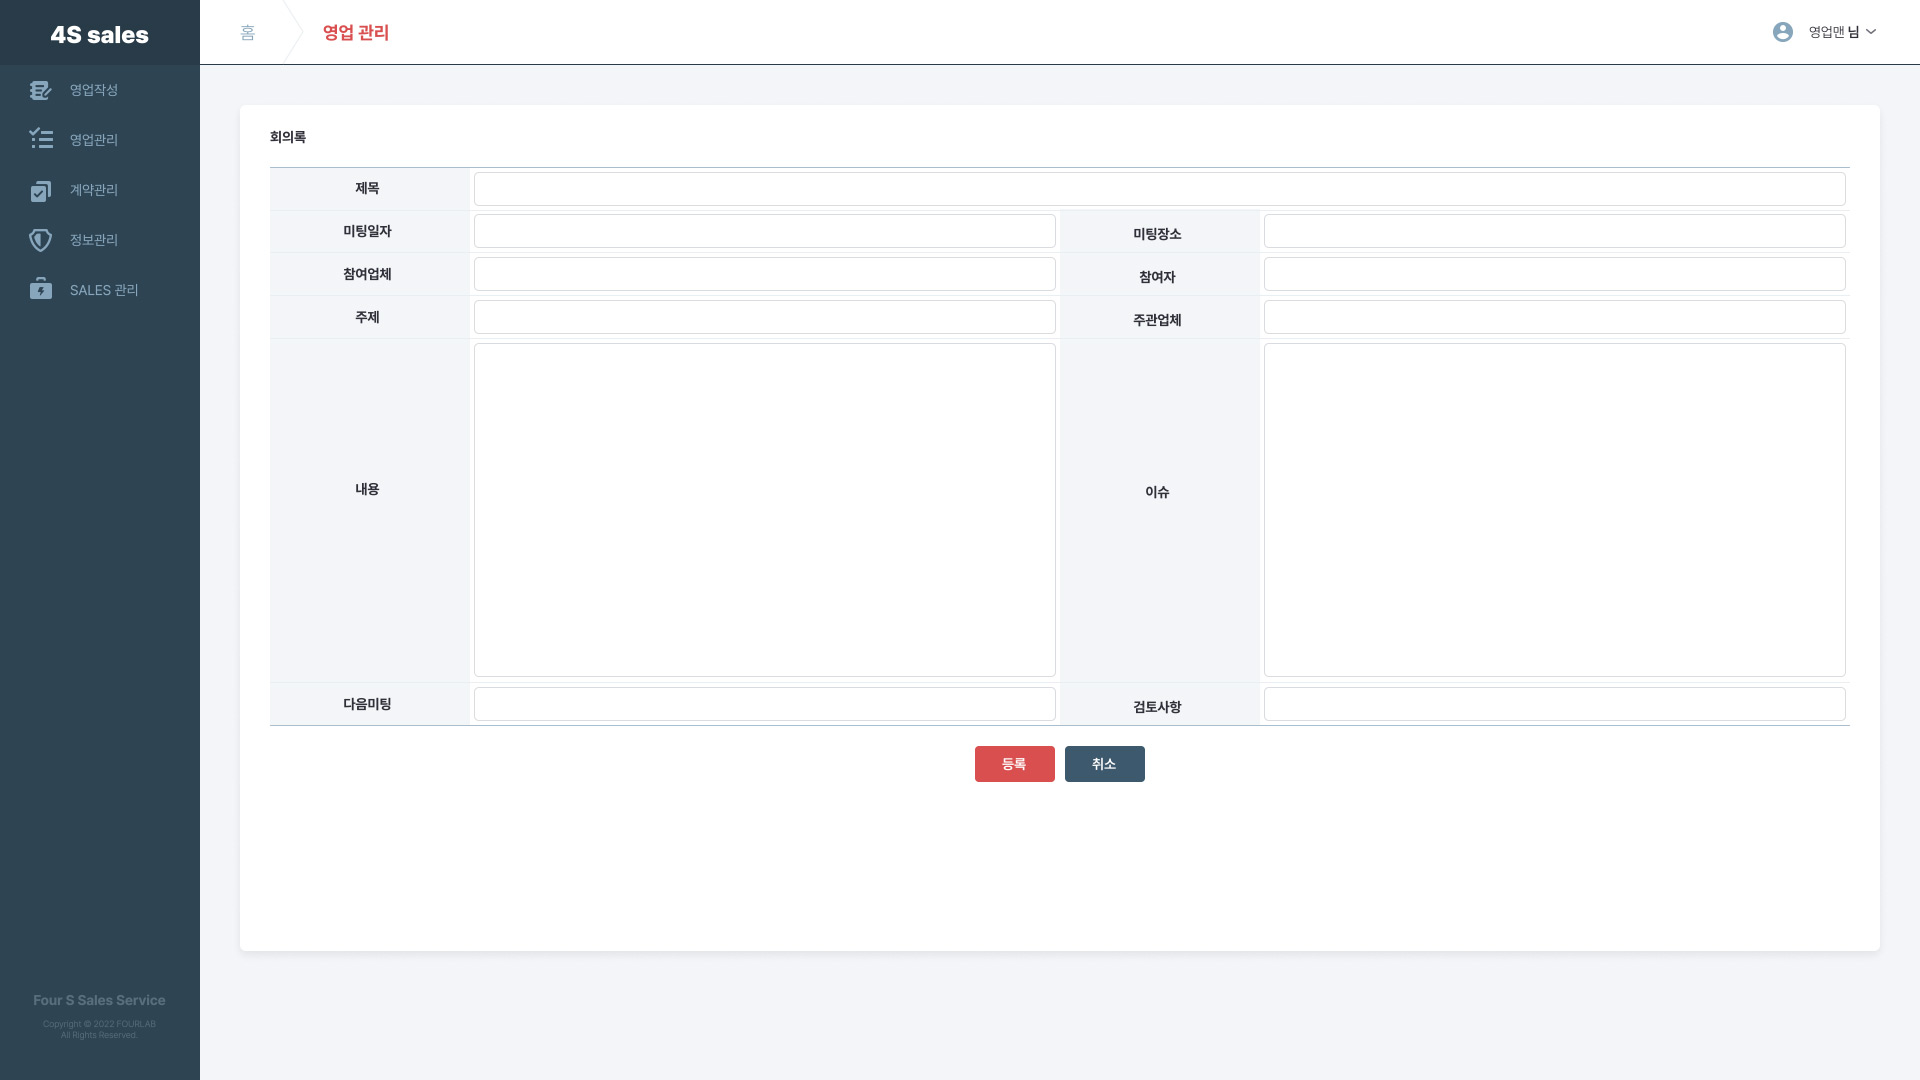 4S sales
홈
영업 관리
영업맨 님
영업작성
영업관리
계약관리
정보관리
SALES 관리
회의록
제목
미팅일자
미팅장소
참여업체
참여자
주제
주관업체
내용
이슈
다음미팅
검토사항
등록
취소
Four S Sales Service
Copyright © 2022 FOURLAB
All Rights Reserved.